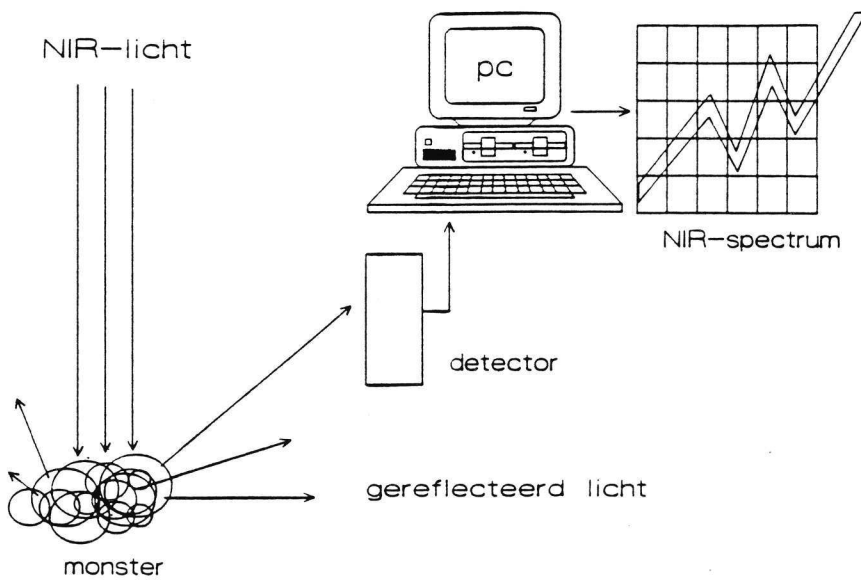 NIR-licht
pc
NIR-spectrum
detector
gereflecteerd licht
monster